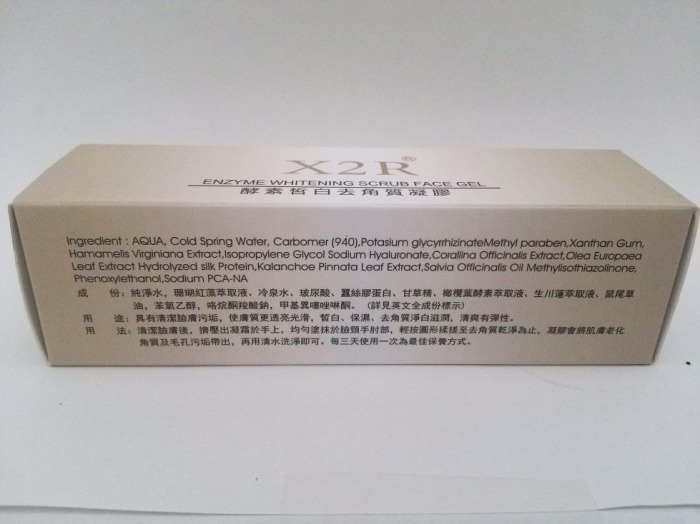 X2R®
ENZYME WHITENING SCRUB FACE GEL
酵素皙白去角質凝膠
Ingredient : AQUA, Cold Spring Water, Carbomer (940),Potasium glycyrrhizinateMethyl paraben,Xanthan Gum,
Hamamelis Virginiana Extract,Isopropylene Glycol Sodium Hyaluronate,Corallina Officinalis Extract,Olea Europaea
Leaf Extract Hydrolyzed silk Protein,Kalanchoe Pinnata Leaf Extract,Salvia Officinalis Oil Methylisothiazolinone,
Phenoxylethanol,Sodium PCA-NA
成 份：純淨水，珊瑚紅藻萃取液、冷泉水、玻尿酸、蠶絲膠蛋白、甘草精、橄欖葉酵素萃取液、生川蓮萃取液、鼠尾草
油，苯氧乙醇，咯烷酮羧酸鈉，甲基異噻唑啉酮。（詳見英文全成份標示）
用 途：具有清潔臉膚污垢，使膚質更透亮光滑，皙白、保濕、去角質淨白滋潤，清爽有彈性。
用 法：清潔臉膚後，擠壓出凝霜於手上，均勻塗抹於臉頸手肘部，輕按圓形揉搓至去角質乾淨為止，凝膠會將肌膚老化
角質及毛孔污垢帶出，再用清水洗淨即可。每三天使用一次為最佳保養方式。